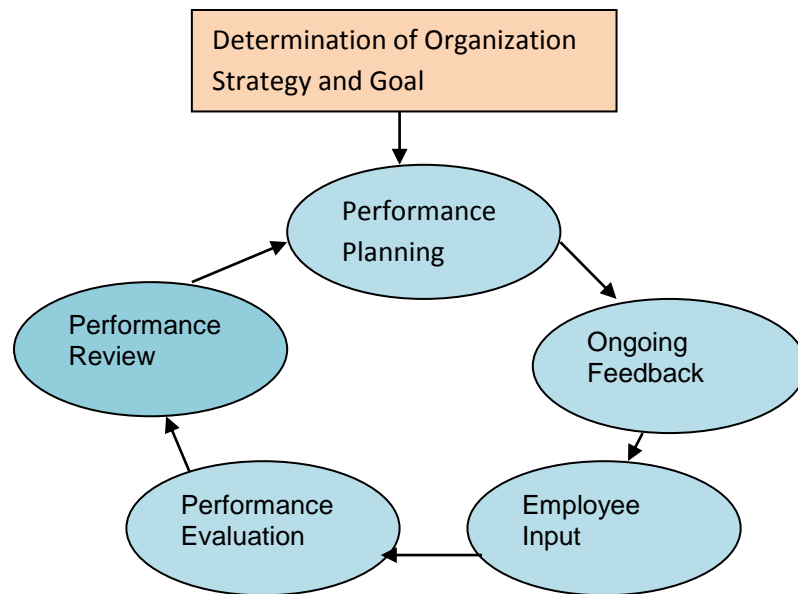 Determination of Organization
Strategy and Goal
Performance
Planning
Ongoing
Feedback
Employee
Input
Performance
Evaluation
Performance
Review